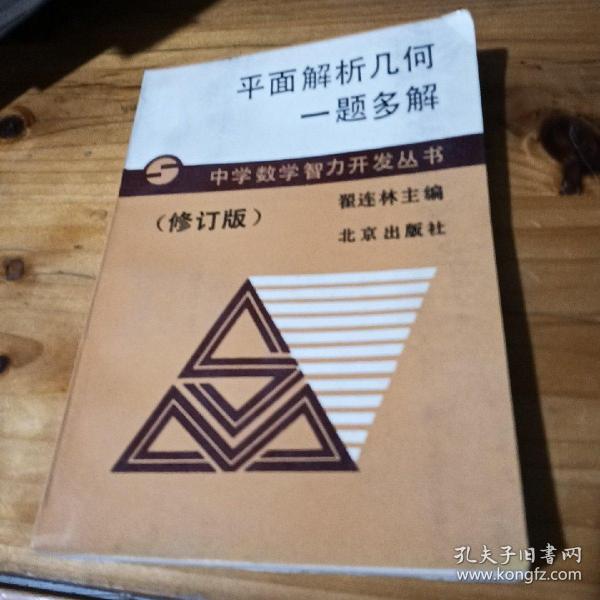 平面解析几何
一题多解
中学数学智力开发丛书
（修订版）
翟连林主编
北京出版社
孔夫子旧书网
www.kongfz.com